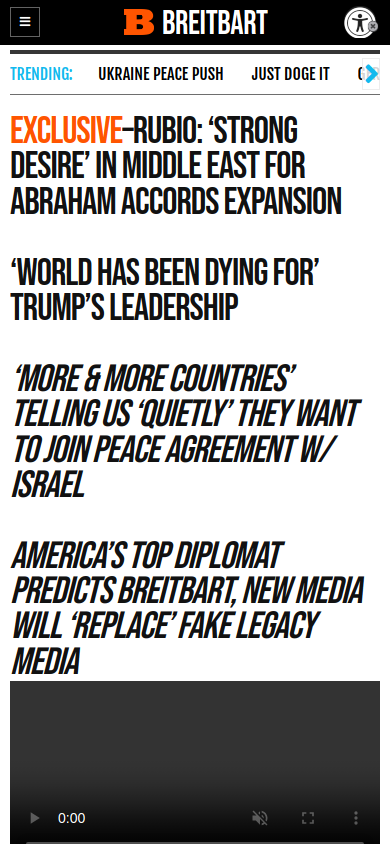 BREITBART
TRENDING: UKRAINE PEACE PUSH JUST DOGE IT
EXCLUSIVE–RUBIO: ‘STRONG
DESIRE’ IN MIDDLE EAST FOR
ABRAHAM ACCORDS EXPANSION
‘WORLD HAS BEEN DYING FOR’
TRUMP’S LEADERSHIP
‘MORE & MORE COUNTRIES’
TELLING US ‘QUIETLY’ THEY WANT
TO JOIN PEACE AGREEMENT W/
ISRAEL
AMERICA’S TOP DIPLOMAT
PREDICTS BREITBART, NEW MEDIA
WILL ‘REPLACE’ FAKE LEGACY
MEDIA
0:00